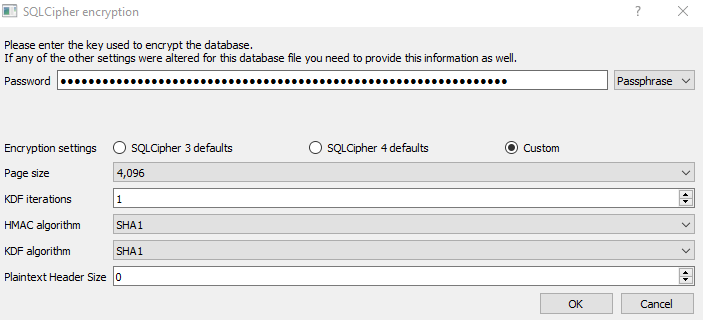 SQLCipher encryption
Please enter the key used to encrypt the database.
If any of the other settings were altered for this database file you need to provide this information as well.
Password ●●●●●●●●●●●●●●●●●●●●●●●●●●●●●●●●●●●●●●●●●●●●●●●●●●●●●●●●●●●●●●●● Passphrase
Encryption settings SQLCipher 3 defaults SQLCipher 4 defaults Custom
Page size 4,096
KDF iterations 1
HMAC algorithm SHA1
KDF algorithm SHA1
Plaintext Header Size 0
OK Cancel